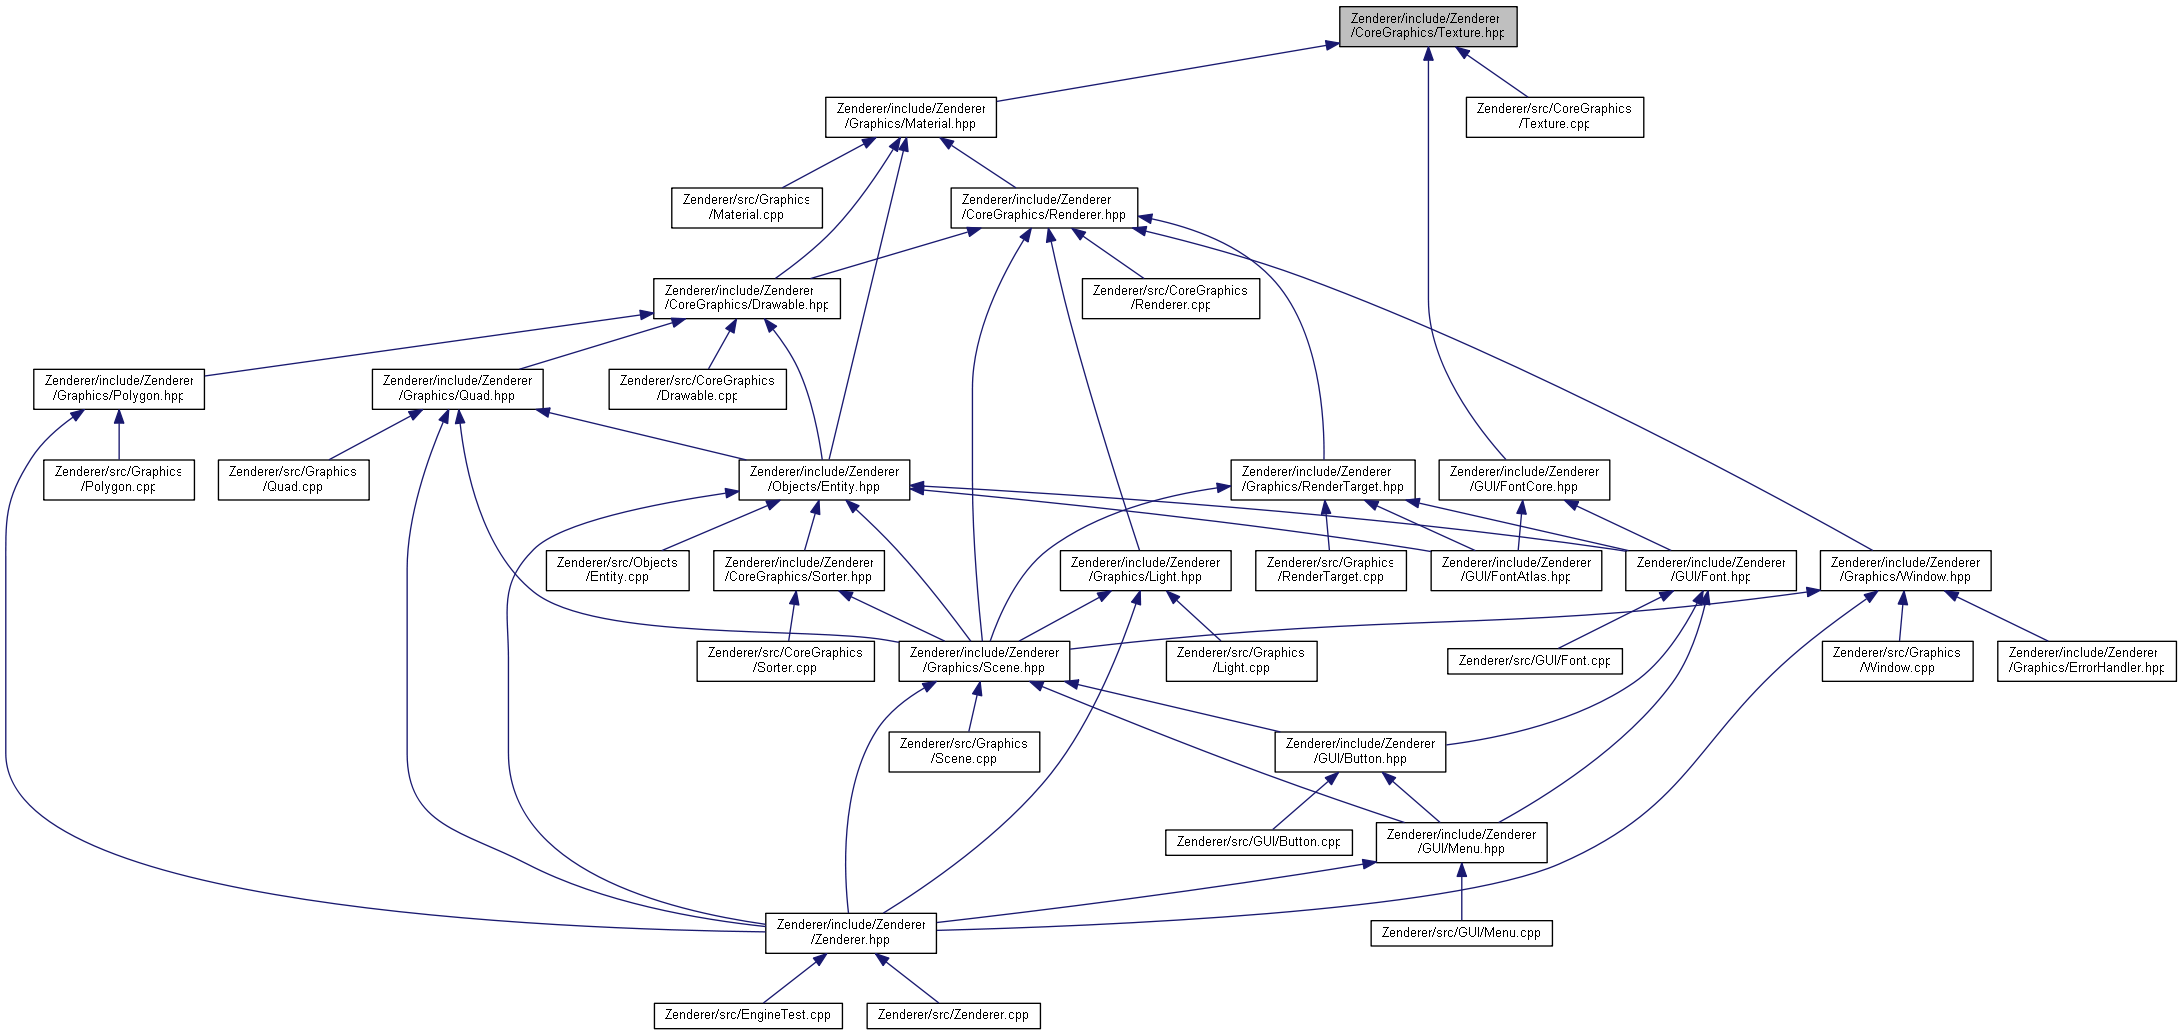 Zenderer/include/Zenderer
/CoreGraphics/Texture.hpp
Zenderer/include/Zenderer
/Graphics/Material.hpp
Zenderer/src/CoreGraphics
/Texture.cpp
Zenderer/src/Graphics
/Material.cpp
Zenderer/include/Zenderer
/CoreGraphics/Renderer.hpp
Zenderer/include/Zenderer
/CoreGraphics/Drawable.hpp
Zenderer/src/CoreGraphics
/Renderer.cpp
Zenderer/include/Zenderer
/Graphics/Polygon.hpp
Zenderer/include/Zenderer
/Graphics/Quad.hpp
Zenderer/src/CoreGraphics
/Drawable.cpp
Zenderer/src/Graphics
/Polygon.cpp
Zenderer/src/Graphics
/Quad.cpp
Zenderer/include/Zenderer
/Objects/Entity.hpp
Zenderer/include/Zenderer
/Graphics/RenderTarget.hpp
Zenderer/include/Zenderer
/GUI/FontCore.hpp
Zenderer/src/Objects
/Entity.cpp
Zenderer/include/Zenderer
/CoreGraphics/Sorter.hpp
Zenderer/include/Zenderer
/Graphics/Light.hpp
Zenderer/src/Graphics
/RenderTarget.cpp
Zenderer/include/Zenderer
/GUI/FontAtlas.hpp
Zenderer/include/Zenderer
/GUI/Font.hpp
Zenderer/include/Zenderer
/Graphics/Window.hpp
Zenderer/src/CoreGraphics
/Sorter.cpp
Zenderer/include/Zenderer
/Graphics/Scene.hpp
Zenderer/src/Graphics
/Light.cpp
Zenderer/src/GUI/Font.cpp
Zenderer/src/Graphics
/Window.cpp
Zenderer/include/Zenderer
/Graphics/ErrorHandler.hpp
Zenderer/src/Graphics
/Scene.cpp
Zenderer/include/Zenderer
/GUI/Button.hpp
Zenderer/src/GUI/Button.cpp
Zenderer/include/Zenderer
/GUI/Menu.hpp
Zenderer/include/Zenderer
/Zenderer.hpp
Zenderer/src/GUI/Menu.cpp
Zenderer/src/EngineTest.cpp
Zenderer/src/Zenderer.cpp